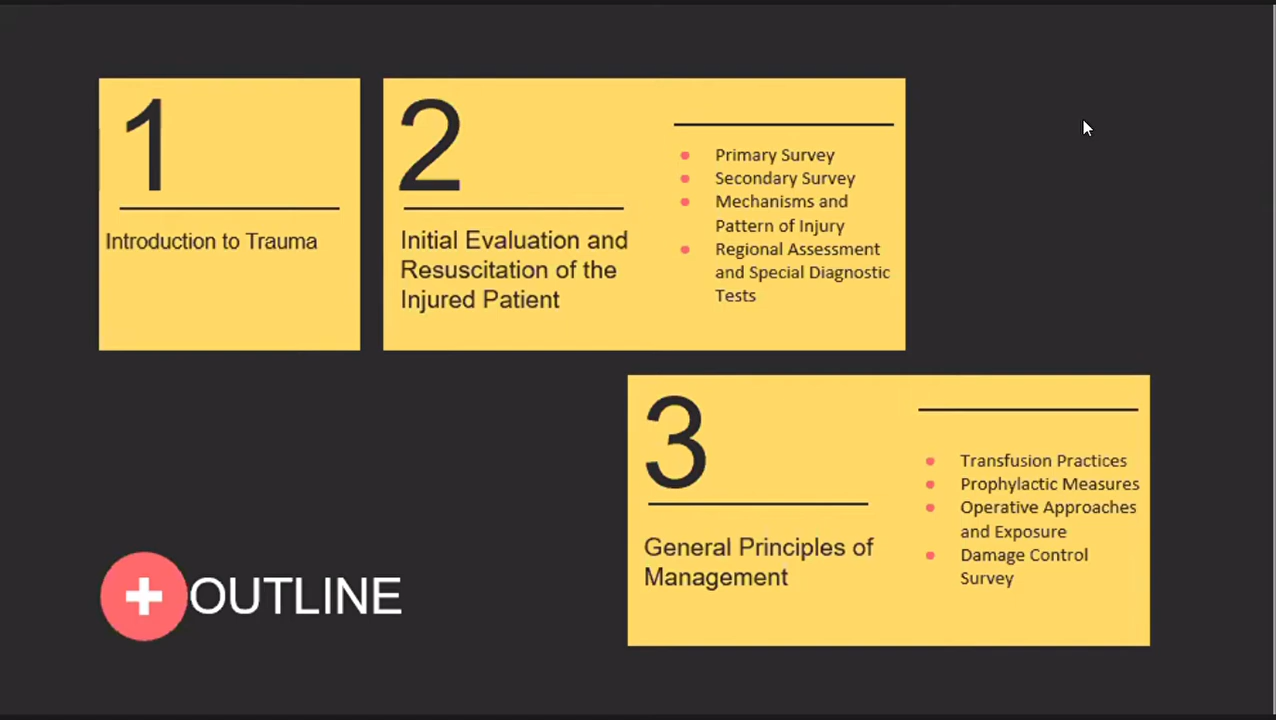 1
Introduction to Trauma
2
Initial Evaluation and
Resuscitation of the
Injured Patient
Primary Survey
Secondary Survey
Mechanisms and
Pattern of Injury
Regional Assessment
and Special Diagnostic
Tests
3
General Principles of
Management
Transfusion Practices
Prophylactic Measures
Operative Approaches
and Exposure
Damage Control
Survey
OUTLINE